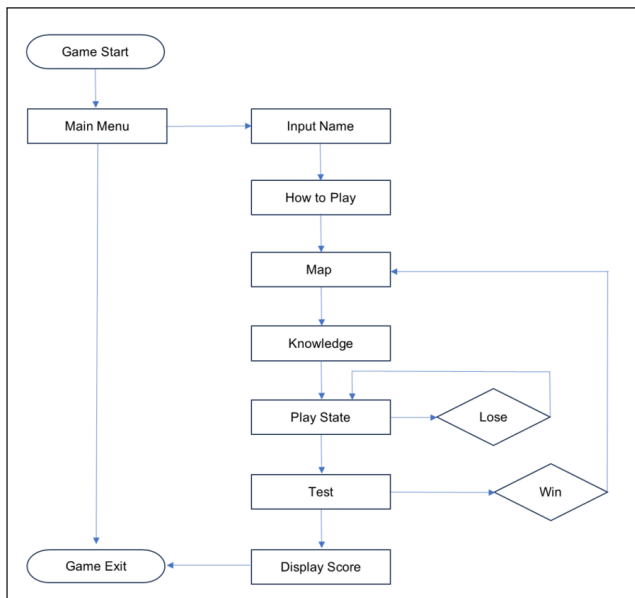 Game Start
Main Menu
Input Name
How to Play
Map
Knowledge
Play State
Lose
Test
Win
Game Exit
Display Score